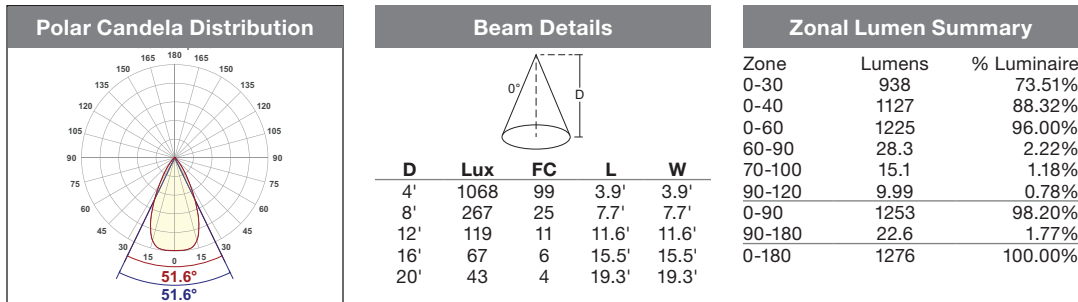 Polar Candela Distribution
180
165 165
150 150
135 135
120 120
105 105
90 90
75 75
60 60
45 45
30 30
15 0 15
51.6°
51.6°
Beam Details
0°
D
D Lux FC L W
4' 1068 99 3.9' 3.9'
8' 267 25 7.7' 7.7'
12' 119 11 11.6' 11.6'
16' 67 6 15.5' 15.5'
20' 43 4 19.3' 19.3'
Zonal Lumen Summary
Zone Lumens % Luminaire
0-30 938 73.51%
0-40 1127 88.32%
0-60 1225 96.00%
60-90 28.3 2.22%
70-100 15.1 1.18%
90-120 9.99 0.78%
0-90 1253 98.20%
90-180 22.6 1.77%
0-180 1276 100.00%